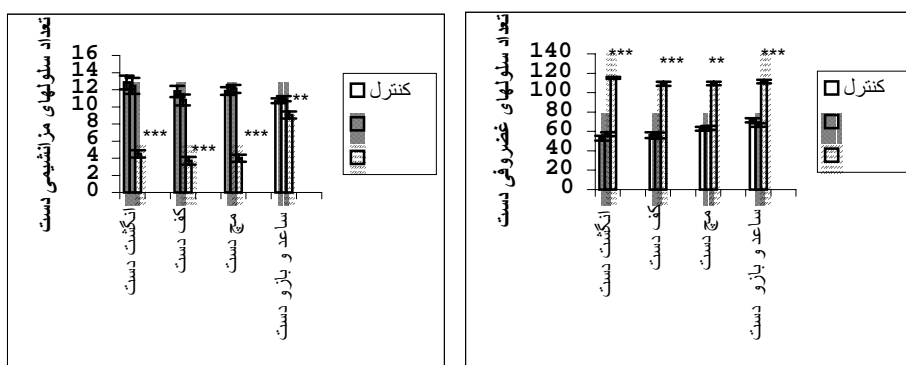 تعداد سلولهای مزانشیمی دست
16
14
12
10
8
6
4
2
0
***
***
***
**
انگشت دست
کف دست
مچ دست
ساعد و بازو دست
کنترل
تعداد سلولهای غضروفی دست
140
120
100
80
60
40
20
0
***
***
**
***
انگشت دست
کف دست
مچ دست
ساعد و بازو دست
کنترل